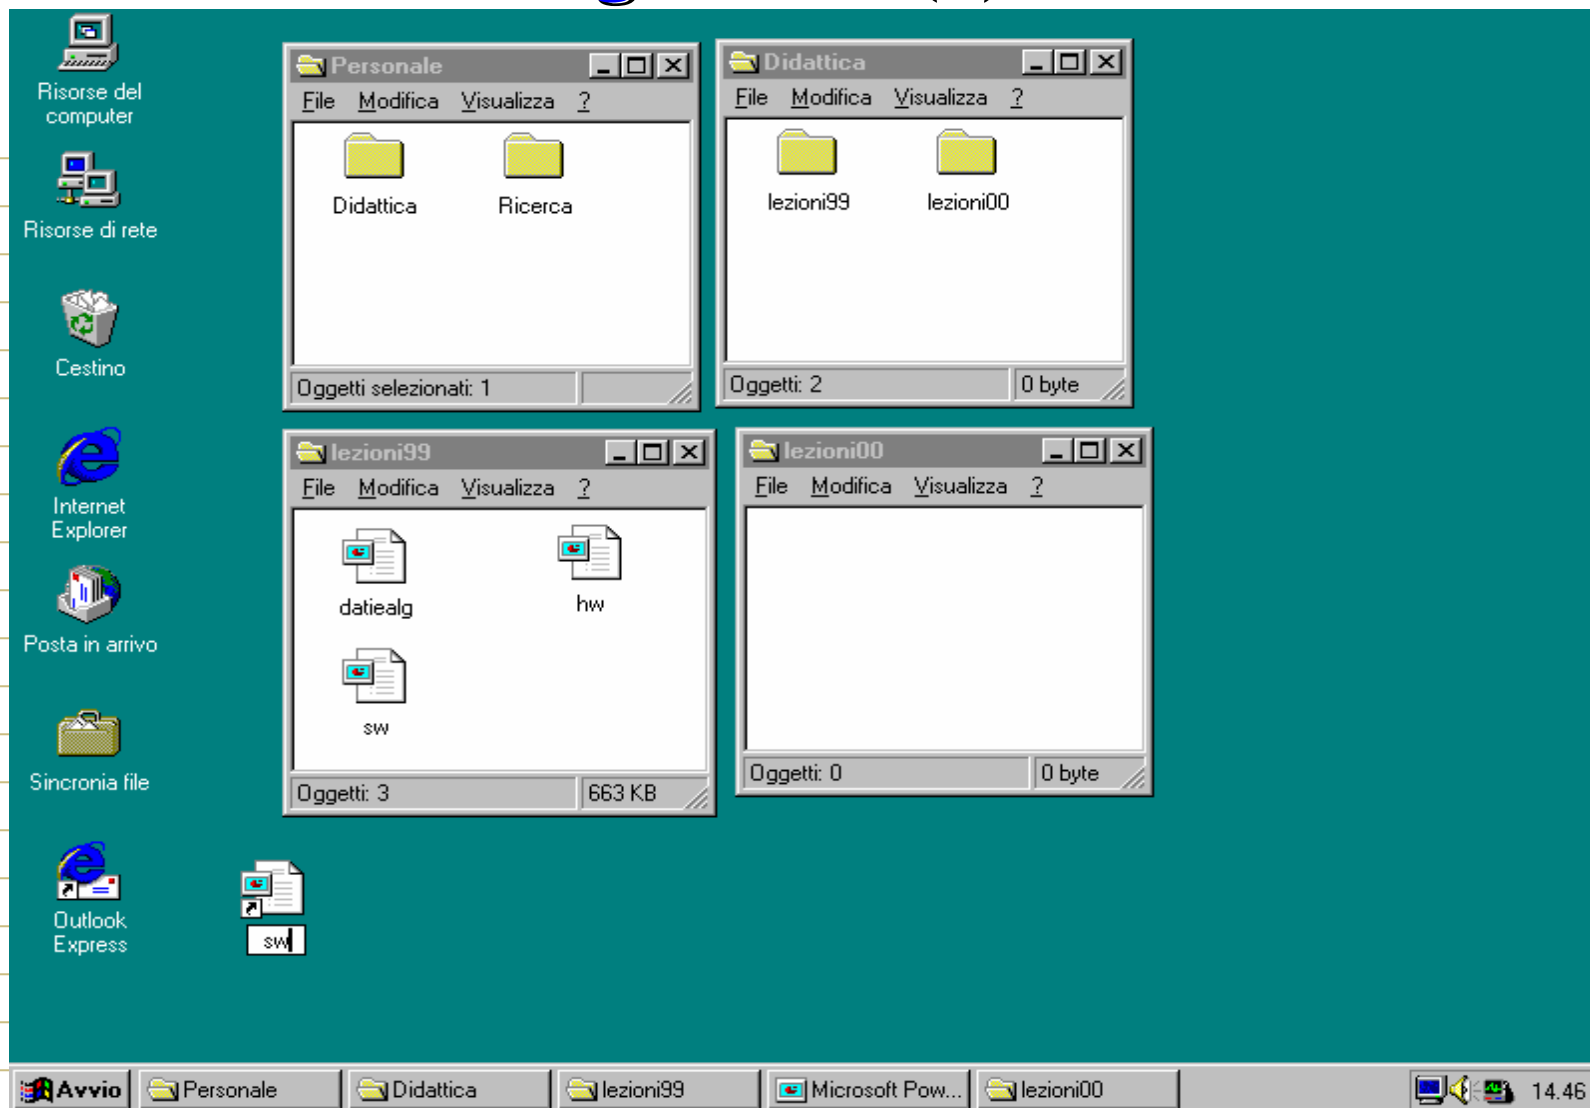 Risorse del
computer
Risorse di rete
Cestino
Internet
Explorer
Posta in arrivo
Sincronia file
Outlook
Express
sw
Personale
File Modifica Visualizza ?
Didattica Ricerca
Oggetti selezionati: 1
Didattica
File Modifica Visualizza ?
lezioni99 lezioni00
Oggetti: 2 0 byte
lezioni99
File Modifica Visualizza ?
datiealg hw
sw
Oggetti: 3 663 KB
lezioni00
File Modifica Visualizza ?
Oggetti: 0 0 byte
Avvio Personale Didattica lezioni99 Microsoft Pow... lezioni00 14.46